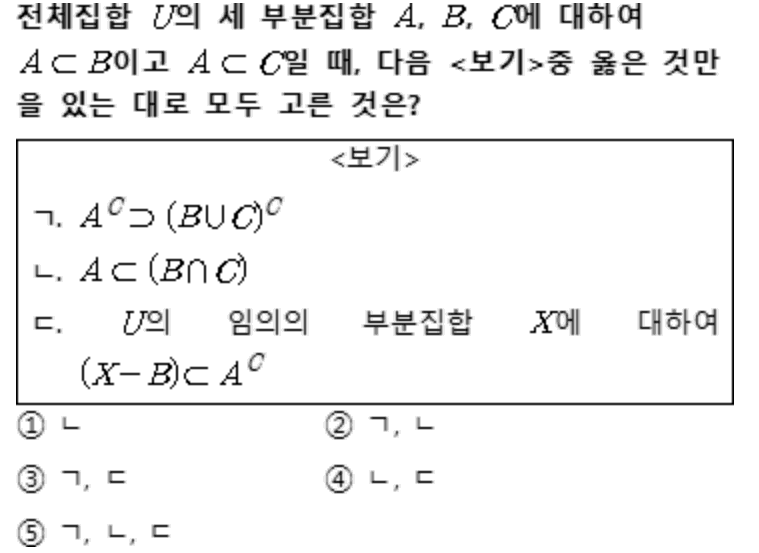 전체집합 U의 세 부분집합 A, B, C에 대하여
A⊂B이고 A⊂C일 때, 다음 <보기>중 옳은 것만
을 있는 대로 모두 고른 것은?
<보기>
ㄱ. A^C⊃(B∪C)^C
ㄴ. A⊂(B∩C)
ㄷ. U의 임의의 부분집합 X에 대하여
(X-B)⊂A^C
① ㄴ ② ㄱ, ㄴ
③ ㄱ, ㄷ ④ ㄴ, ㄷ
⑤ ㄱ, ㄴ, ㄷ